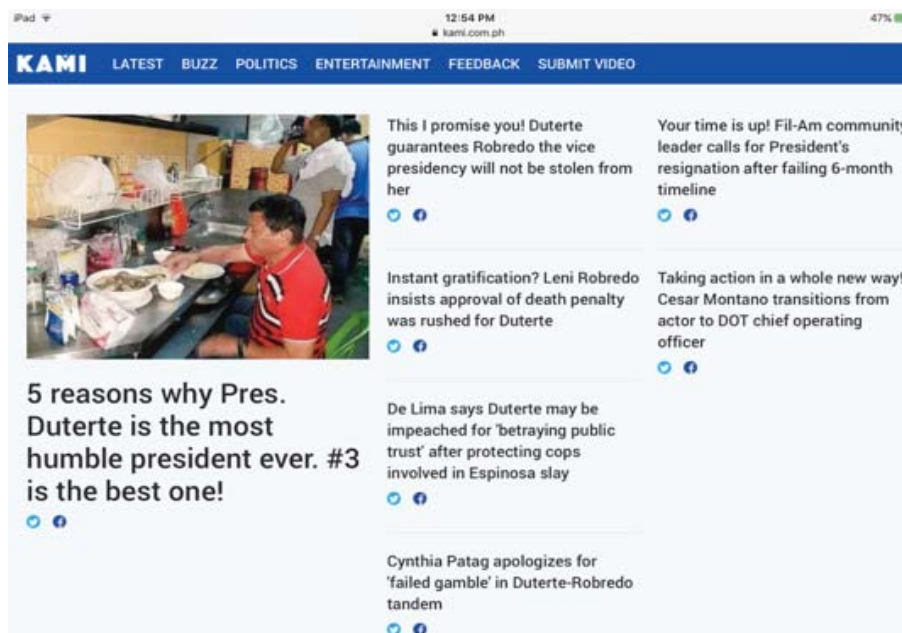 iPad
12:54 PM
47%
kami.com.ph
KAMI LATEST BUZZ POLITICS ENTERTAINMENT FEEDBACK SUBMIT VIDEO
5 reasons why Pres.
Duterte is the most
humble president ever. #3
is the best one!
This I promise you! Duterte
guarantees Robredo the vice
presidency will not be stolen from
her
Instant gratification? Leni Robredo
insists approval of death penalty
was rushed for Duterte
De Lima says Duterte may be
impeached for 'betraying public
trust' after protecting cops
involved in Espinosa slay
Cynthia Patag apologizes for
'failed gamble' in Duterte-Robredo
tandem
Your time is up! Fil-Am community
leader calls for President's
resignation after failing 6-month
timeline
Taking action in a whole new way!
Cesar Montano transitions from
actor to DOT chief operating
officer